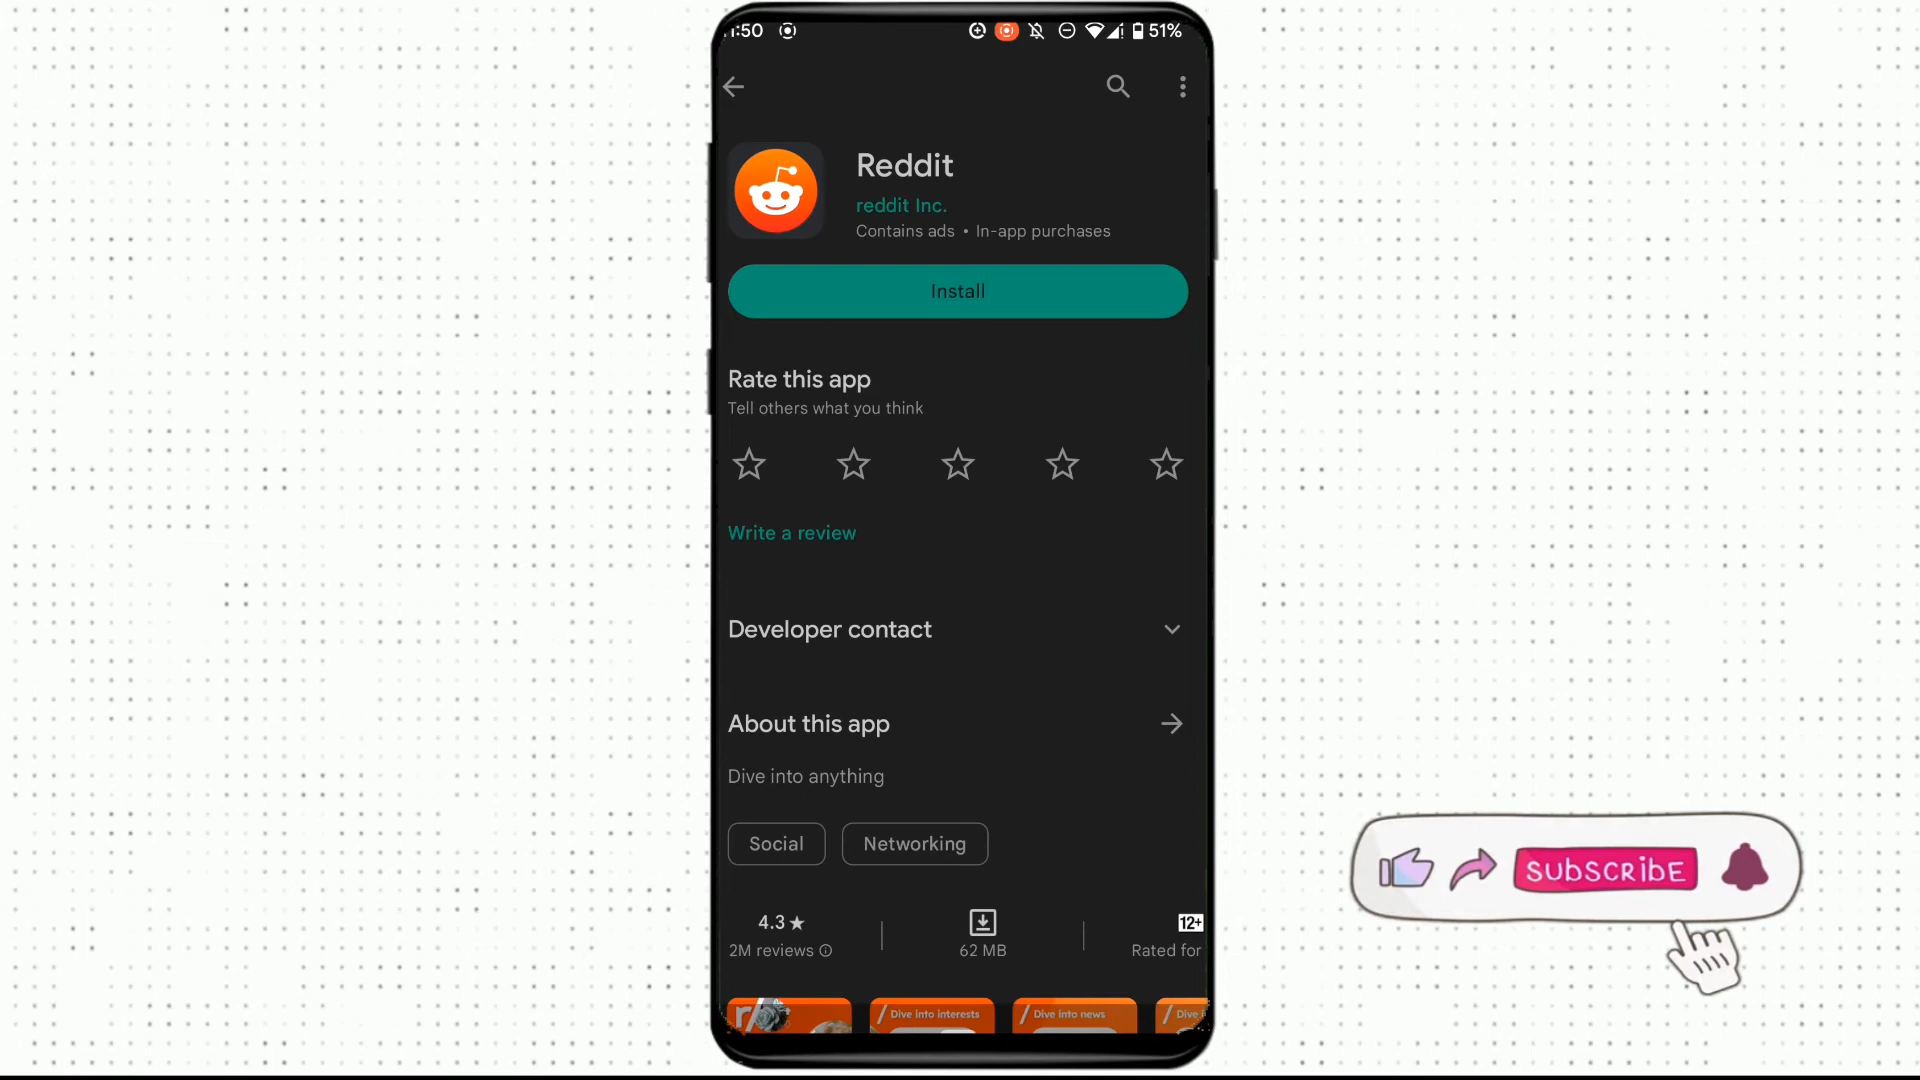 :50 51%
Reddit
reddit Inc.
Contains ads • In-app purchases
Install
Rate this app
Tell others what you think
Write a review
Developer contact
About this app
Dive into anything
Social Networking
4.3★ 12+
2M reviews 62 MB Rated for
r/ / Dive into interests / Dive into news / Dive i
SUBSCRIBE